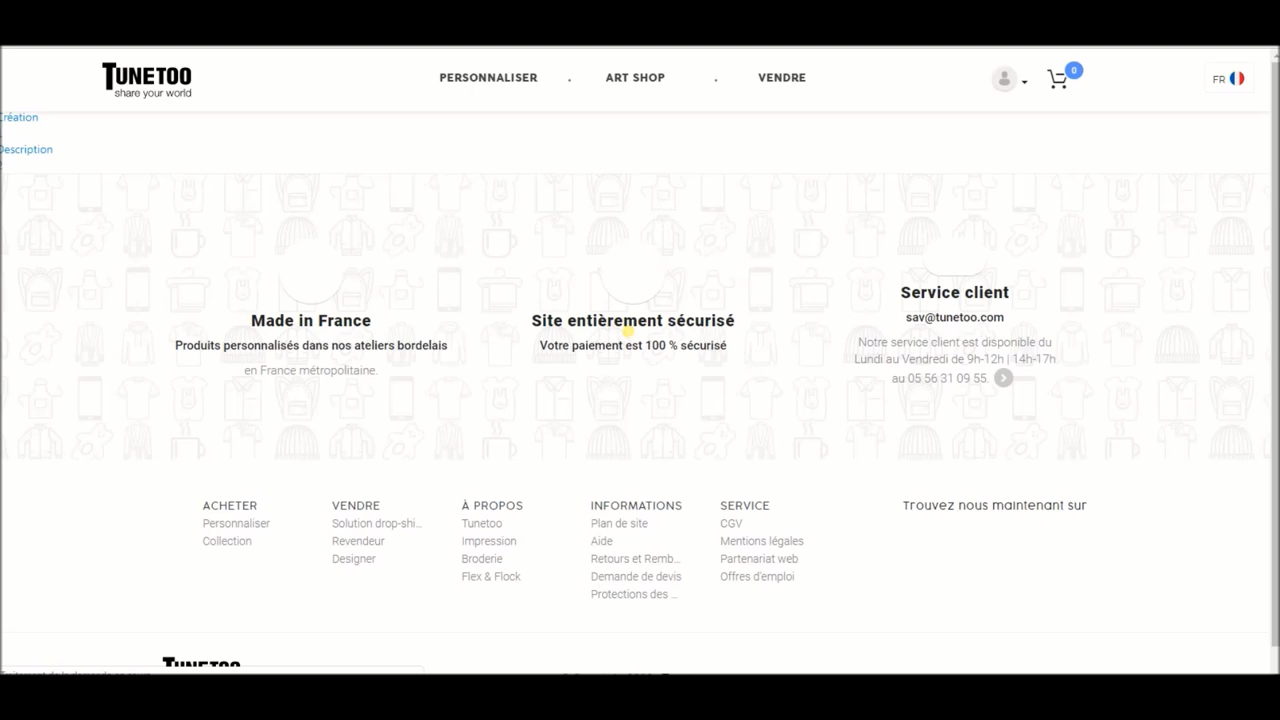 TUNETOO
share your world
PERSONNALISER
ART SHOP
VENDRE
0
FR
Création
Description
Made in France
Produits personnalisés dans nos ateliers bordelais
en France métropolitaine.
Site entièrement sécurisé
Votre paiement est 100 % sécurisé
Service client
sav@tunetoo.com
Notre service client est disponible du
Lundi au Vendredi de 9h-12h | 14h-17h
au 05 56 31 09 55.
ACHETER
Personnaliser
Collection
VENDRE
Solution drop-shi...
Revendeur
Designer
À PROPOS
Tunetoo
Impression
Broderie
Flex & Flock
INFORMATIONS
Plan de site
Aide
Retours et Remb...
Demande de devis
Protections des ...
SERVICE
CGV
Mentions légales
Partenariat web
Offres d'emploi
Trouvez nous maintenant sur
TUNETOO